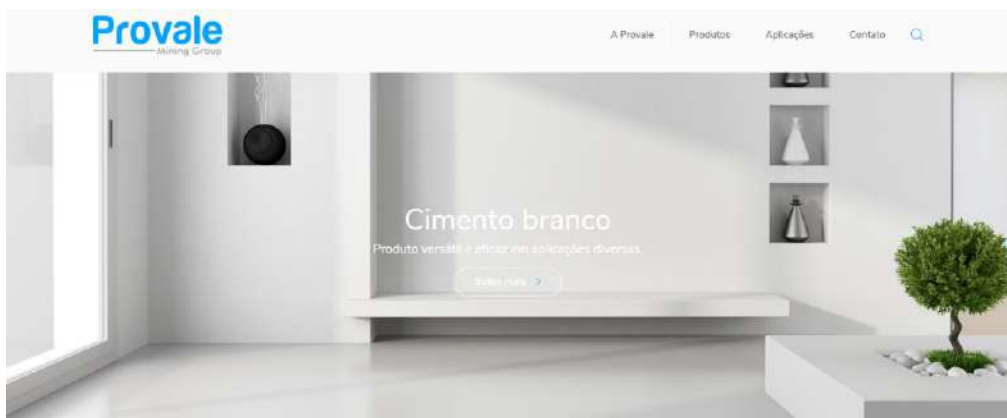 Provale
Mining Group
A Provale
Produtos
Aplicações
Contato
Cimento branco
Produto versátil e eficaz em aplicações diversas.
Saiba mais >